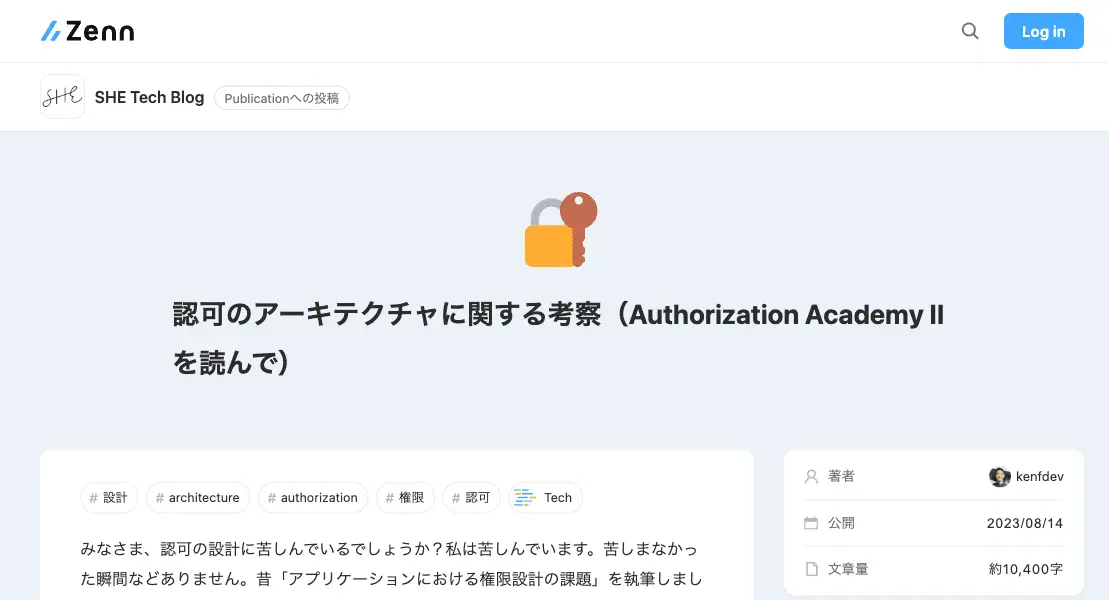 Zenn
Log in
SHE
SHE Tech Blog
Publicationへの投稿
認可のアーキテクチャに関する考察（Authorization Academy II
を読んで）
# 設計
# architecture
# authorization
# 権限
# 認可
Tech
みなさま、認可の設計に苦しんでいるでしょうか？私は苦しんでいます。苦しまなかっ
た瞬間などありません。昔「アプリケーションにおける権限設計の課題」を執筆しまし
著者
kenfdev
公開
2023/08/14
文章量
約10,400字